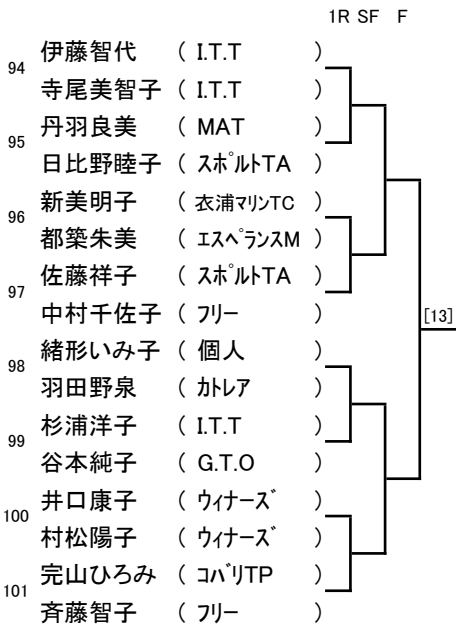 1R SF F
94 伊藤智代 ( I.T.T )
寺尾美智子 ( I.T.T )
95 丹羽良美 ( MAT )
日比野睦子 ( スポルトTA )
96 新美明子 ( 衣浦マリンTC )
都築朱美 ( エスペランスM )
97 佐藤祥子 ( スポルトTA )
中村千佐子 ( フリー )
[13]
98 緒形いみ子 ( 個人 )
羽田野泉 ( カトレア )
99 杉浦洋子 ( I.T.T )
谷本純子 ( G.T.O )
100 井口康子 ( ウィナーズ )
村松陽子 ( ウィナーズ )
101 完山ひろみ ( コパリTP )
斉藤智子 ( フリー )